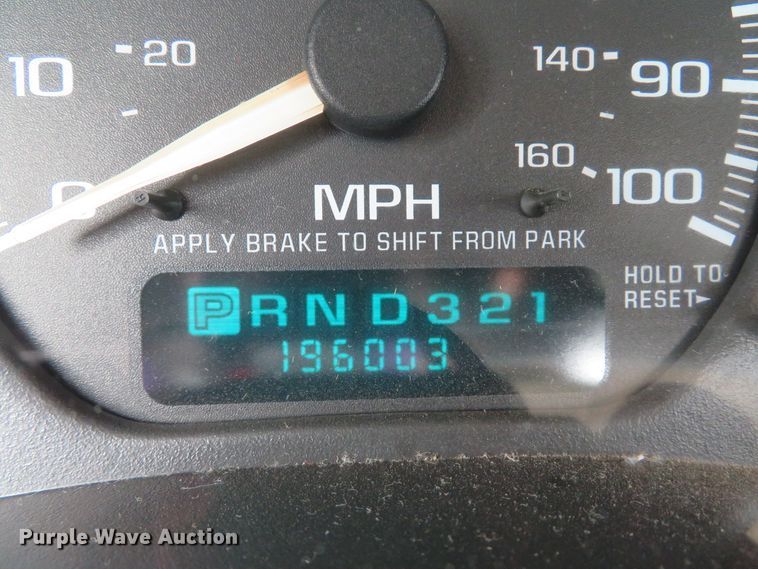 10 20 140 90
0 160 100
MPH
APPLY BRAKE TO SHIFT FROM PARK
HOLD TO
RESET►
PRND321
196003
Purple Wave Auction